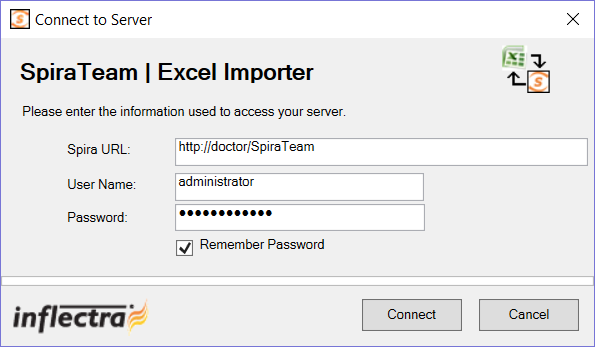 Connect to Server
SpiraTeam | Excel Importer
Please enter the information used to access your server.
Spira URL: http://doctor/SpiraTeam
User Name: administrator
Password: ●●●●●●●●●●●●
Remember Password
inflectra
Connect Cancel